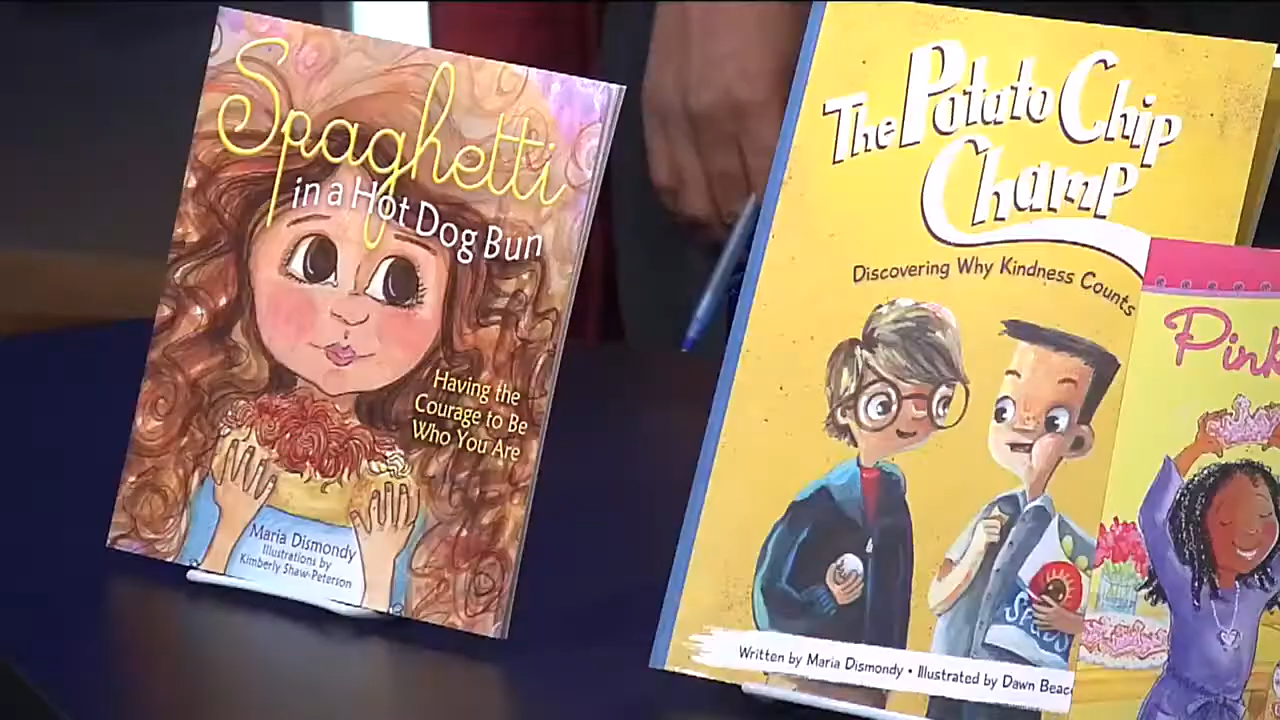 Spaghetti
in a Hot Dog Bun
Having the
Courage to Be
Who You Are
Maria Dismondy
Illustrations by
Kimberly Shaw-Peterson
The Potato Chip
Champ
Discovering Why Kindness Counts
SPUDS
Written by Maria Dismondy • Illustrated by Dawn Beac
Pink